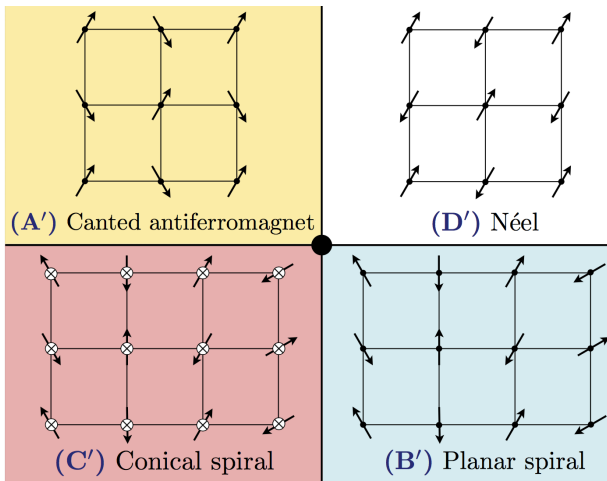 (A′) Canted antiferromagnet
(D′) Néel
(C′) Conical spiral
(B′) Planar spiral